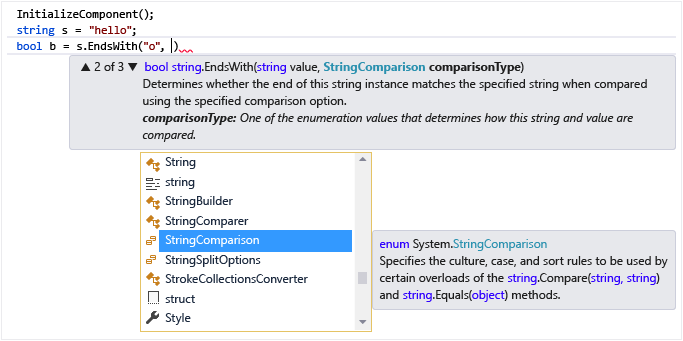 InitializeComponent();
string s = "hello";
bool b = s.EndsWith("o", )
▲ 2 of 3 ▼ bool string.EndsWith(string value, StringComparison comparisonType)
Determines whether the end of this string instance matches the specified string when compared
using the specified comparison option.
comparisonType: One of the enumeration values that determines how this string and value are
compared.
String
string
StringBuilder
StringComparer
StringComparison
StringSplitOptions
StrokeCollectionsConverter
struct
Style
enum System.StringComparison
Specifies the culture, case, and sort rules to be used by
certain overloads of the string.Compare(string, string)
and string.Equals(object) methods.